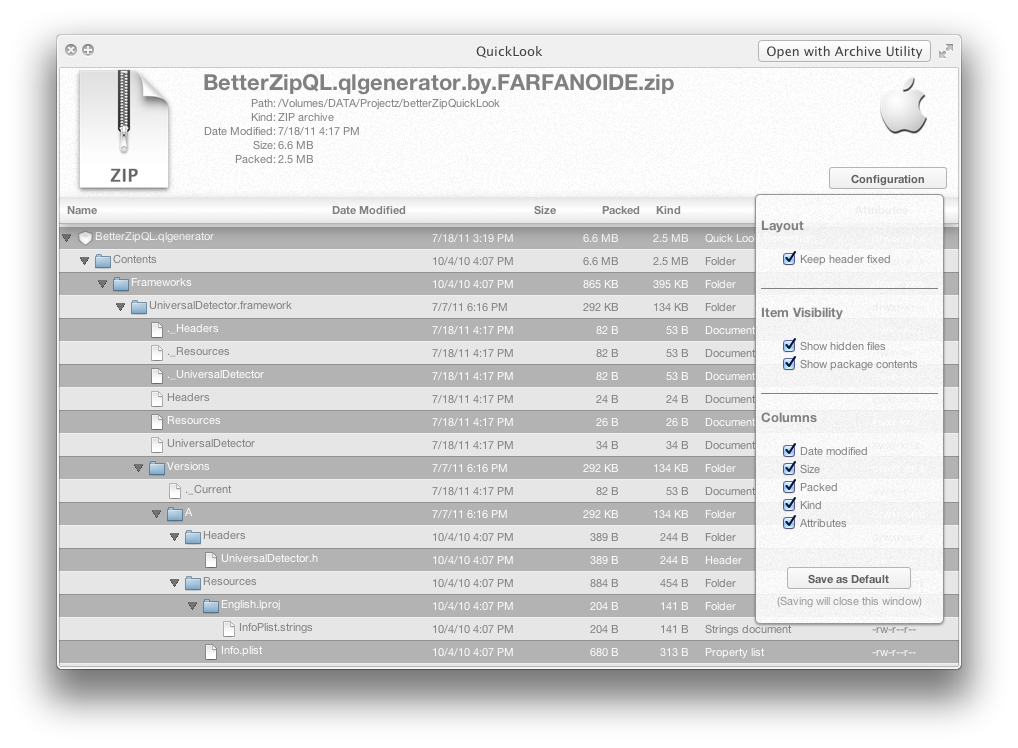 QuickLook
Open with Archive Utility
ZIP
BetterZipQL.qlgenerator.by.FARFANOIDE.zip
Path: /Volumes/DATA/Projectz/betterZipQuickLook
Kind: ZIP archive
Date Modified: 7/18/11 4:17 PM
Size: 6.6 MB
Packed: 2.5 MB
Configuration
Name Date Modified Size Packed Kind Attributes
BetterZipQL.qlgenerator 7/18/11 3:19 PM 6.6 MB 2.5 MB Quick Loo
Contents 10/4/10 4:07 PM 6.6 MB 2.5 MB Folder
Frameworks 10/4/10 4:07 PM 865 KB 395 KB Folder
UniversalDetector.framework 7/7/11 6:16 PM 292 KB 134 KB Folder
._Headers 7/18/11 4:17 PM 82 B 53 B Document
._Resources 7/18/11 4:17 PM 82 B 53 B Document
._UniversalDetector 7/18/11 4:17 PM 82 B 53 B Document
Headers 7/18/11 4:17 PM 24 B 24 B Document
Resources 7/18/11 4:17 PM 26 B 26 B Document
UniversalDetector 7/18/11 4:17 PM 34 B 34 B Document
Versions 7/7/11 6:16 PM 292 KB 134 KB Folder
._Current 7/18/11 4:17 PM 82 B 53 B Document
A 7/7/11 6:16 PM 292 KB 134 KB Folder
Headers 10/4/10 4:07 PM 389 B 244 B Folder
UniversalDetector.h 10/4/10 4:07 PM 389 B 244 B Header
Resources 10/4/10 4:07 PM 884 B 454 B Folder
English.lproj 10/4/10 4:07 PM 204 B 141 B Folder
InfoPlist.strings 10/4/10 4:07 PM 204 B 141 B Strings document -rw-r--r--
Info.plist 10/4/10 4:07 PM 680 B 313 B Property list -rw-r--r--
Layout
Keep header fixed
Item Visibility
Show hidden files
Show package contents
Columns
Date modified
Size
Packed
Kind
Attributes
Save as Default
(Saving will close this window)